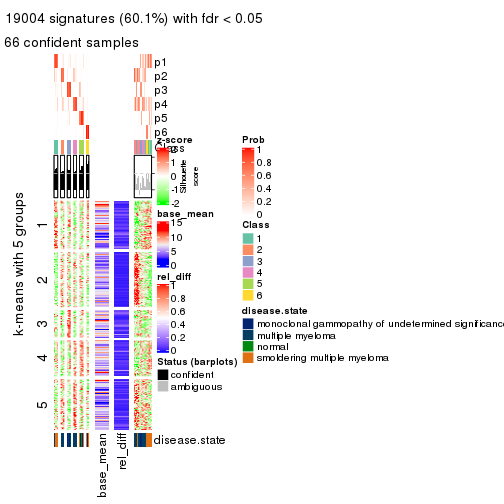 19004 signatures (60.1%) with fdr < 0.05
66 confident samples
p1
p2
p3
p4
p5
p6
Class
Silhouette
score
k-means with 5 groups
1
2
3
4
5
base_mean
rel_diff
disease.state
z-score
2
1
0
-1
-2
base_mean
15
10
5
0
rel_diff
1
0.8
0.6
0.4
0.2
0
Status (barplots)
confident
ambiguous
Prob
1
0.8
0.6
0.4
0.2
0
Class
1
2
3
4
5
6
disease.state
monoclonal gammopathy of undetermined significance
multiple myeloma
normal
smoldering multiple myeloma